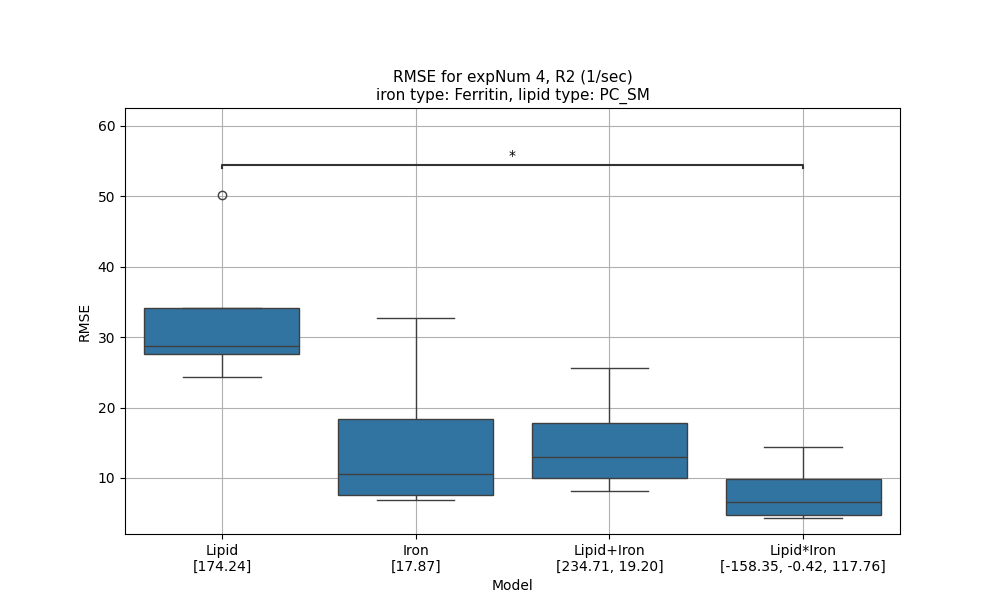 RMSE for expNum 4, R2 (1/sec)
iron type: Ferritin, lipid type: PC_SM
60
*
50
40
RMSE
30
20
10
Lipid Iron Lipid+Iron Lipid*Iron
[174.24] [17.87] [234.71, 19.20] [-158.35, -0.42, 117.76]
Model